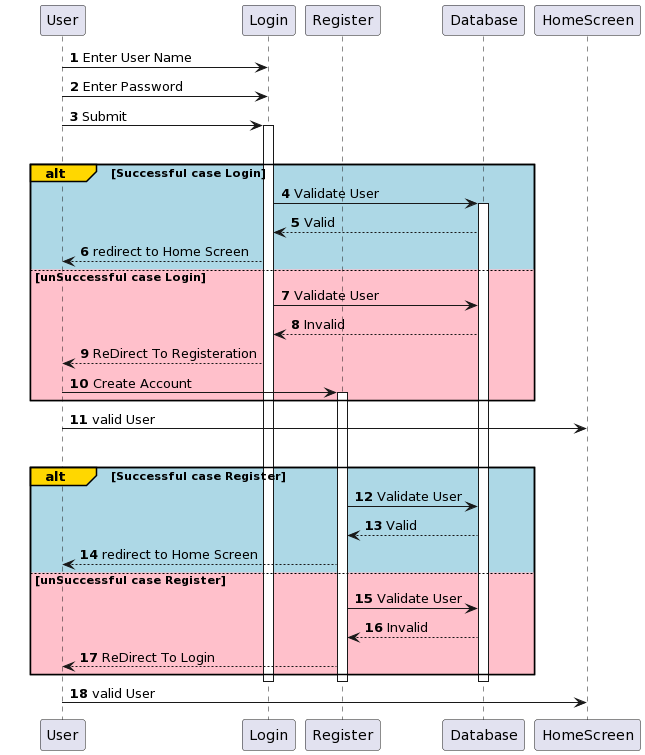 User Login Register Database HomeScreen
1 Enter User Name
2 Enter Password
3 Submit
alt [Successful case Login]
4 Validate User
5 Valid
6 redirect to Home Screen
[unSuccessful case Login]
7 Validate User
8 Invalid
9 ReDirect To Registeration
10 Create Account
11 valid User
alt [Successful case Register]
12 Validate User
13 Valid
14 redirect to Home Screen
[unSuccessful case Register]
15 Validate User
16 Invalid
17 ReDirect To Login
18 valid User
User Login Register Database HomeScreen